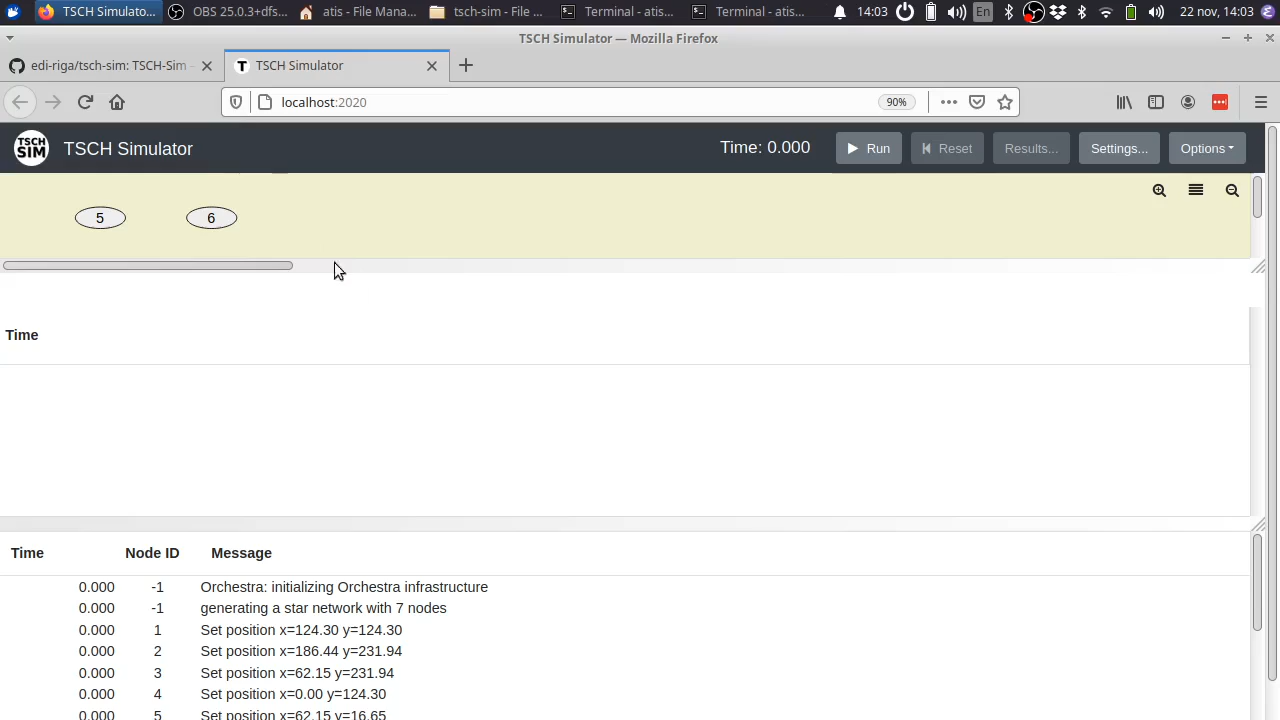 TSCH Simulato... OBS 25.0.3+dfs... atis - File Mana... tsch-sim - File ... Terminal - atis... Terminal - atis... 14:03 En 22 nov, 14:03
TSCH Simulator — Mozilla Firefox
edi-riga/tsch-sim: TSCH-Sim – T TSCH Simulator
localhost:2020 90%
TSCH SIM TSCH Simulator Time: 0.000 Run Reset Results... Settings... Options
5 6
Time
Time Node ID Message
0.000 -1 Orchestra: initializing Orchestra infrastructure
0.000 -1 generating a star network with 7 nodes
0.000 1 Set position x=124.30 y=124.30
0.000 2 Set position x=186.44 y=231.94
0.000 3 Set position x=62.15 y=231.94
0.000 4 Set position x=0.00 y=124.30
0.000 5 Set position x=62.15 y=16.65